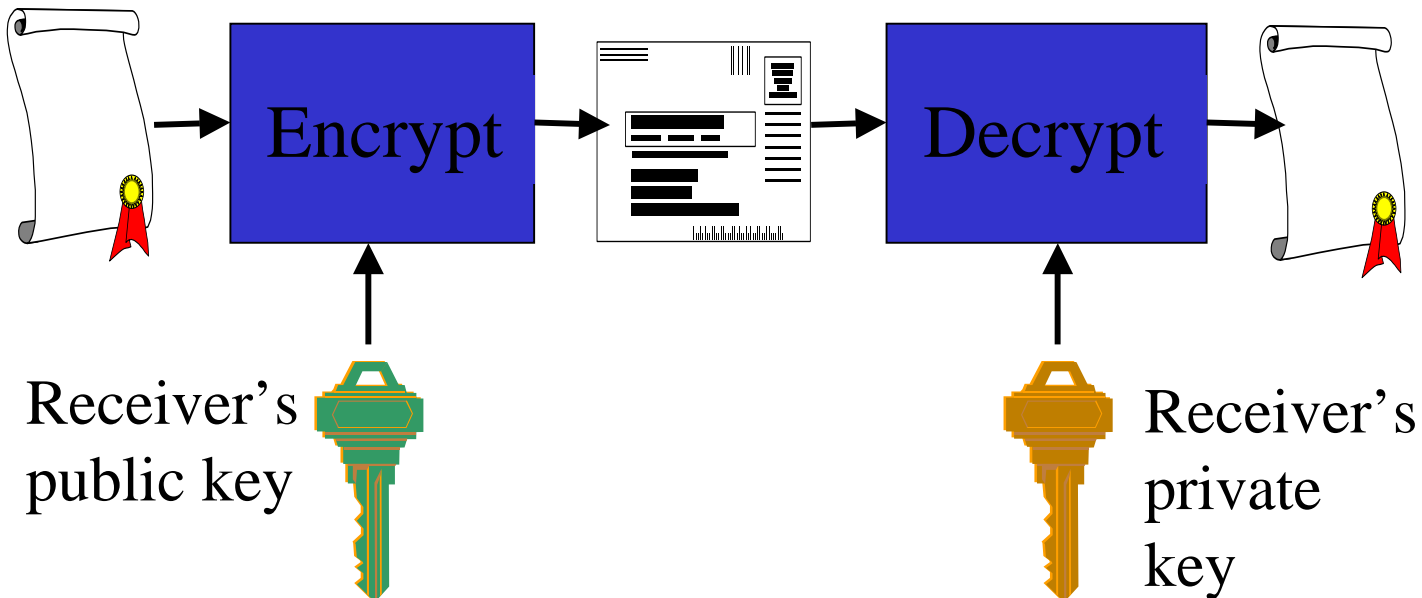 Encrypt
Decrypt
Receiver’s
public key
Receiver’s
private
key